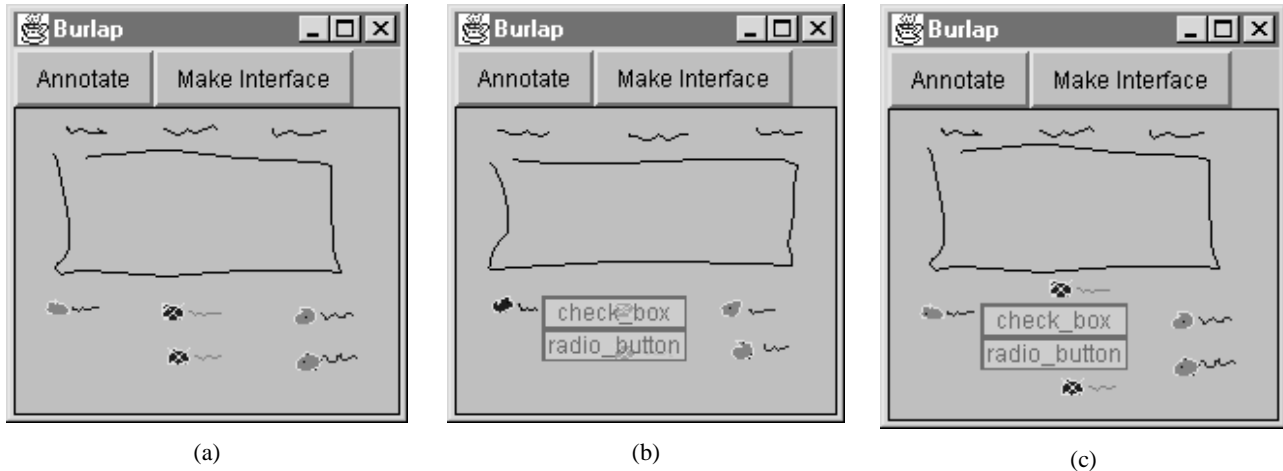 Burlap
Annotate Make Interface
(a)
Burlap
Annotate Make Interface
check_box
radio_button
(b)
Burlap
Annotate Make Interface
check_box
radio_button
(c)